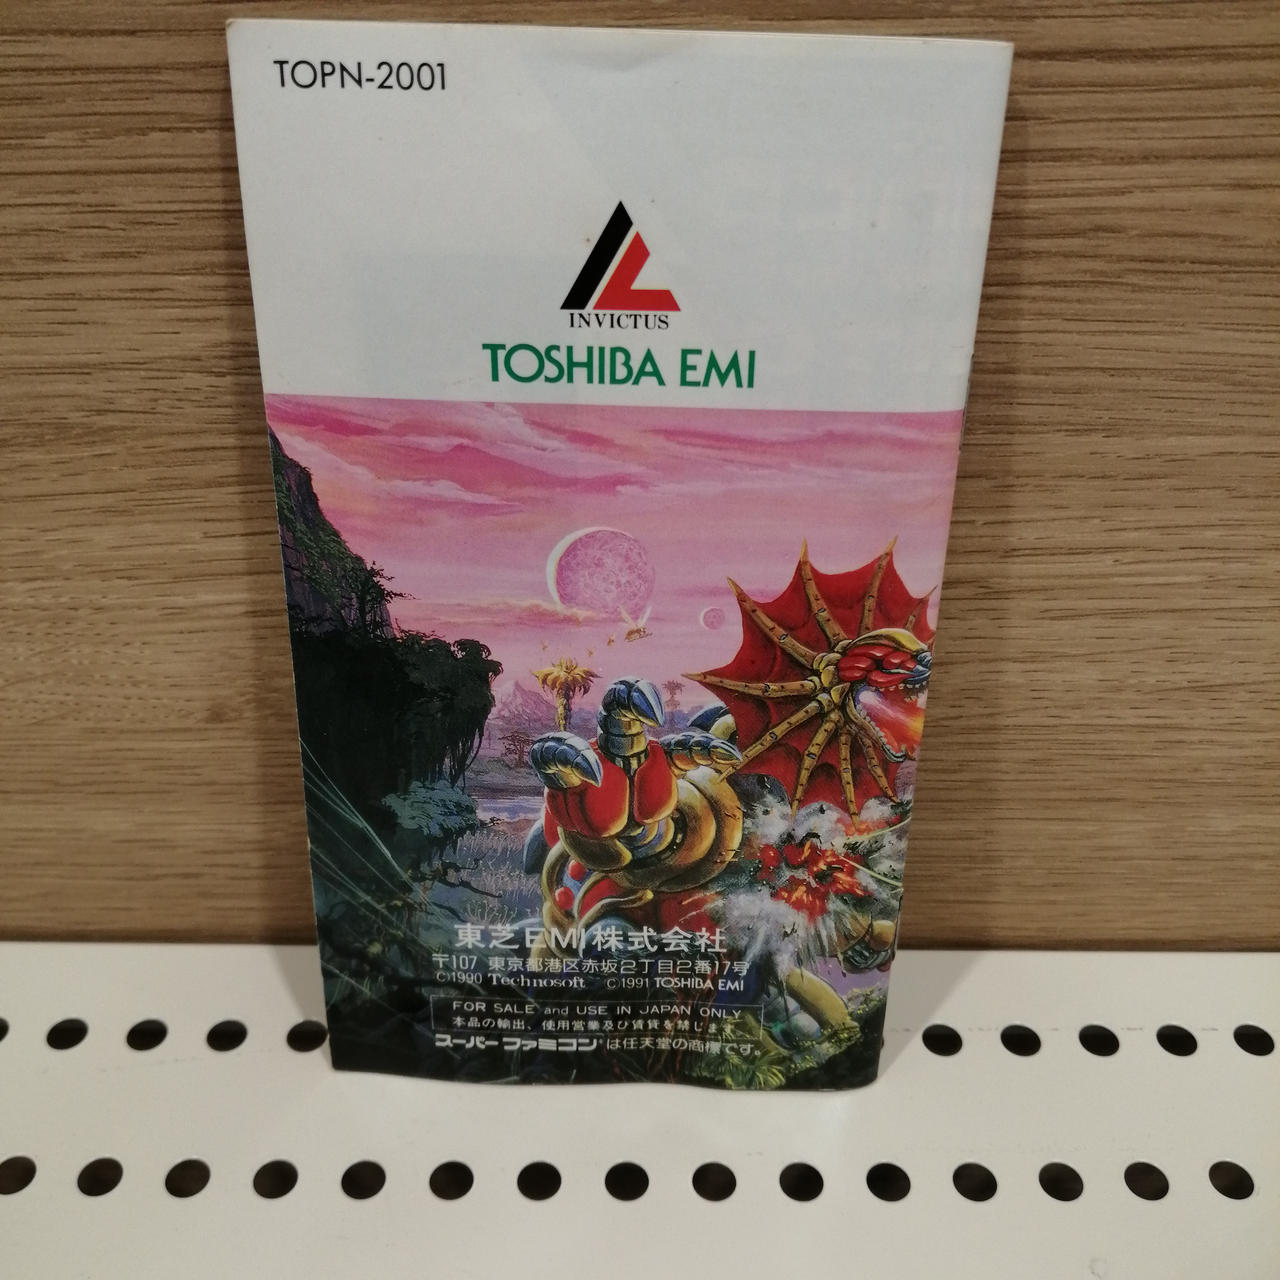 TOPN-2001
INVICTUS
TOSHIBA EMI
東芝EMI株式会社
〒107 東京都港区赤坂2丁目2番17号
©1990 Technosoft ©1991 TOSHIBA EMI
FOR SALE and USE IN JAPAN ONLY
本品の輸出、使用営業及び賃貸を禁じます。
スーパーファミコン®は任天堂の商標です。